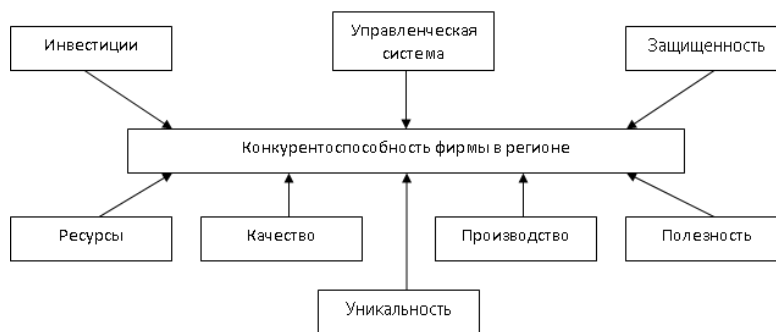 Инвестиции
Управленческая
система
Защищенность
Конкурентоспособность фирмы в регионе
Ресурсы
Качество
Производство
Полезность
Уникальность